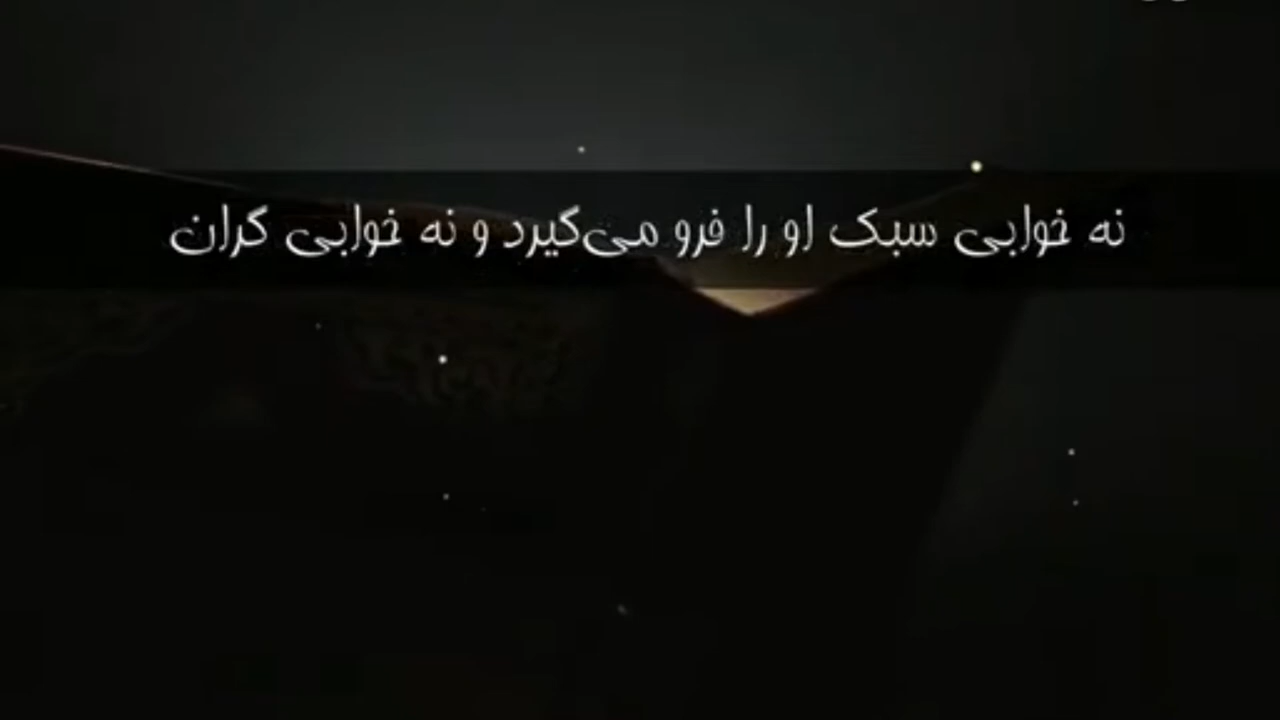 نه خوابی سبک او را فرو می‌گیرد و نه خوابی گران